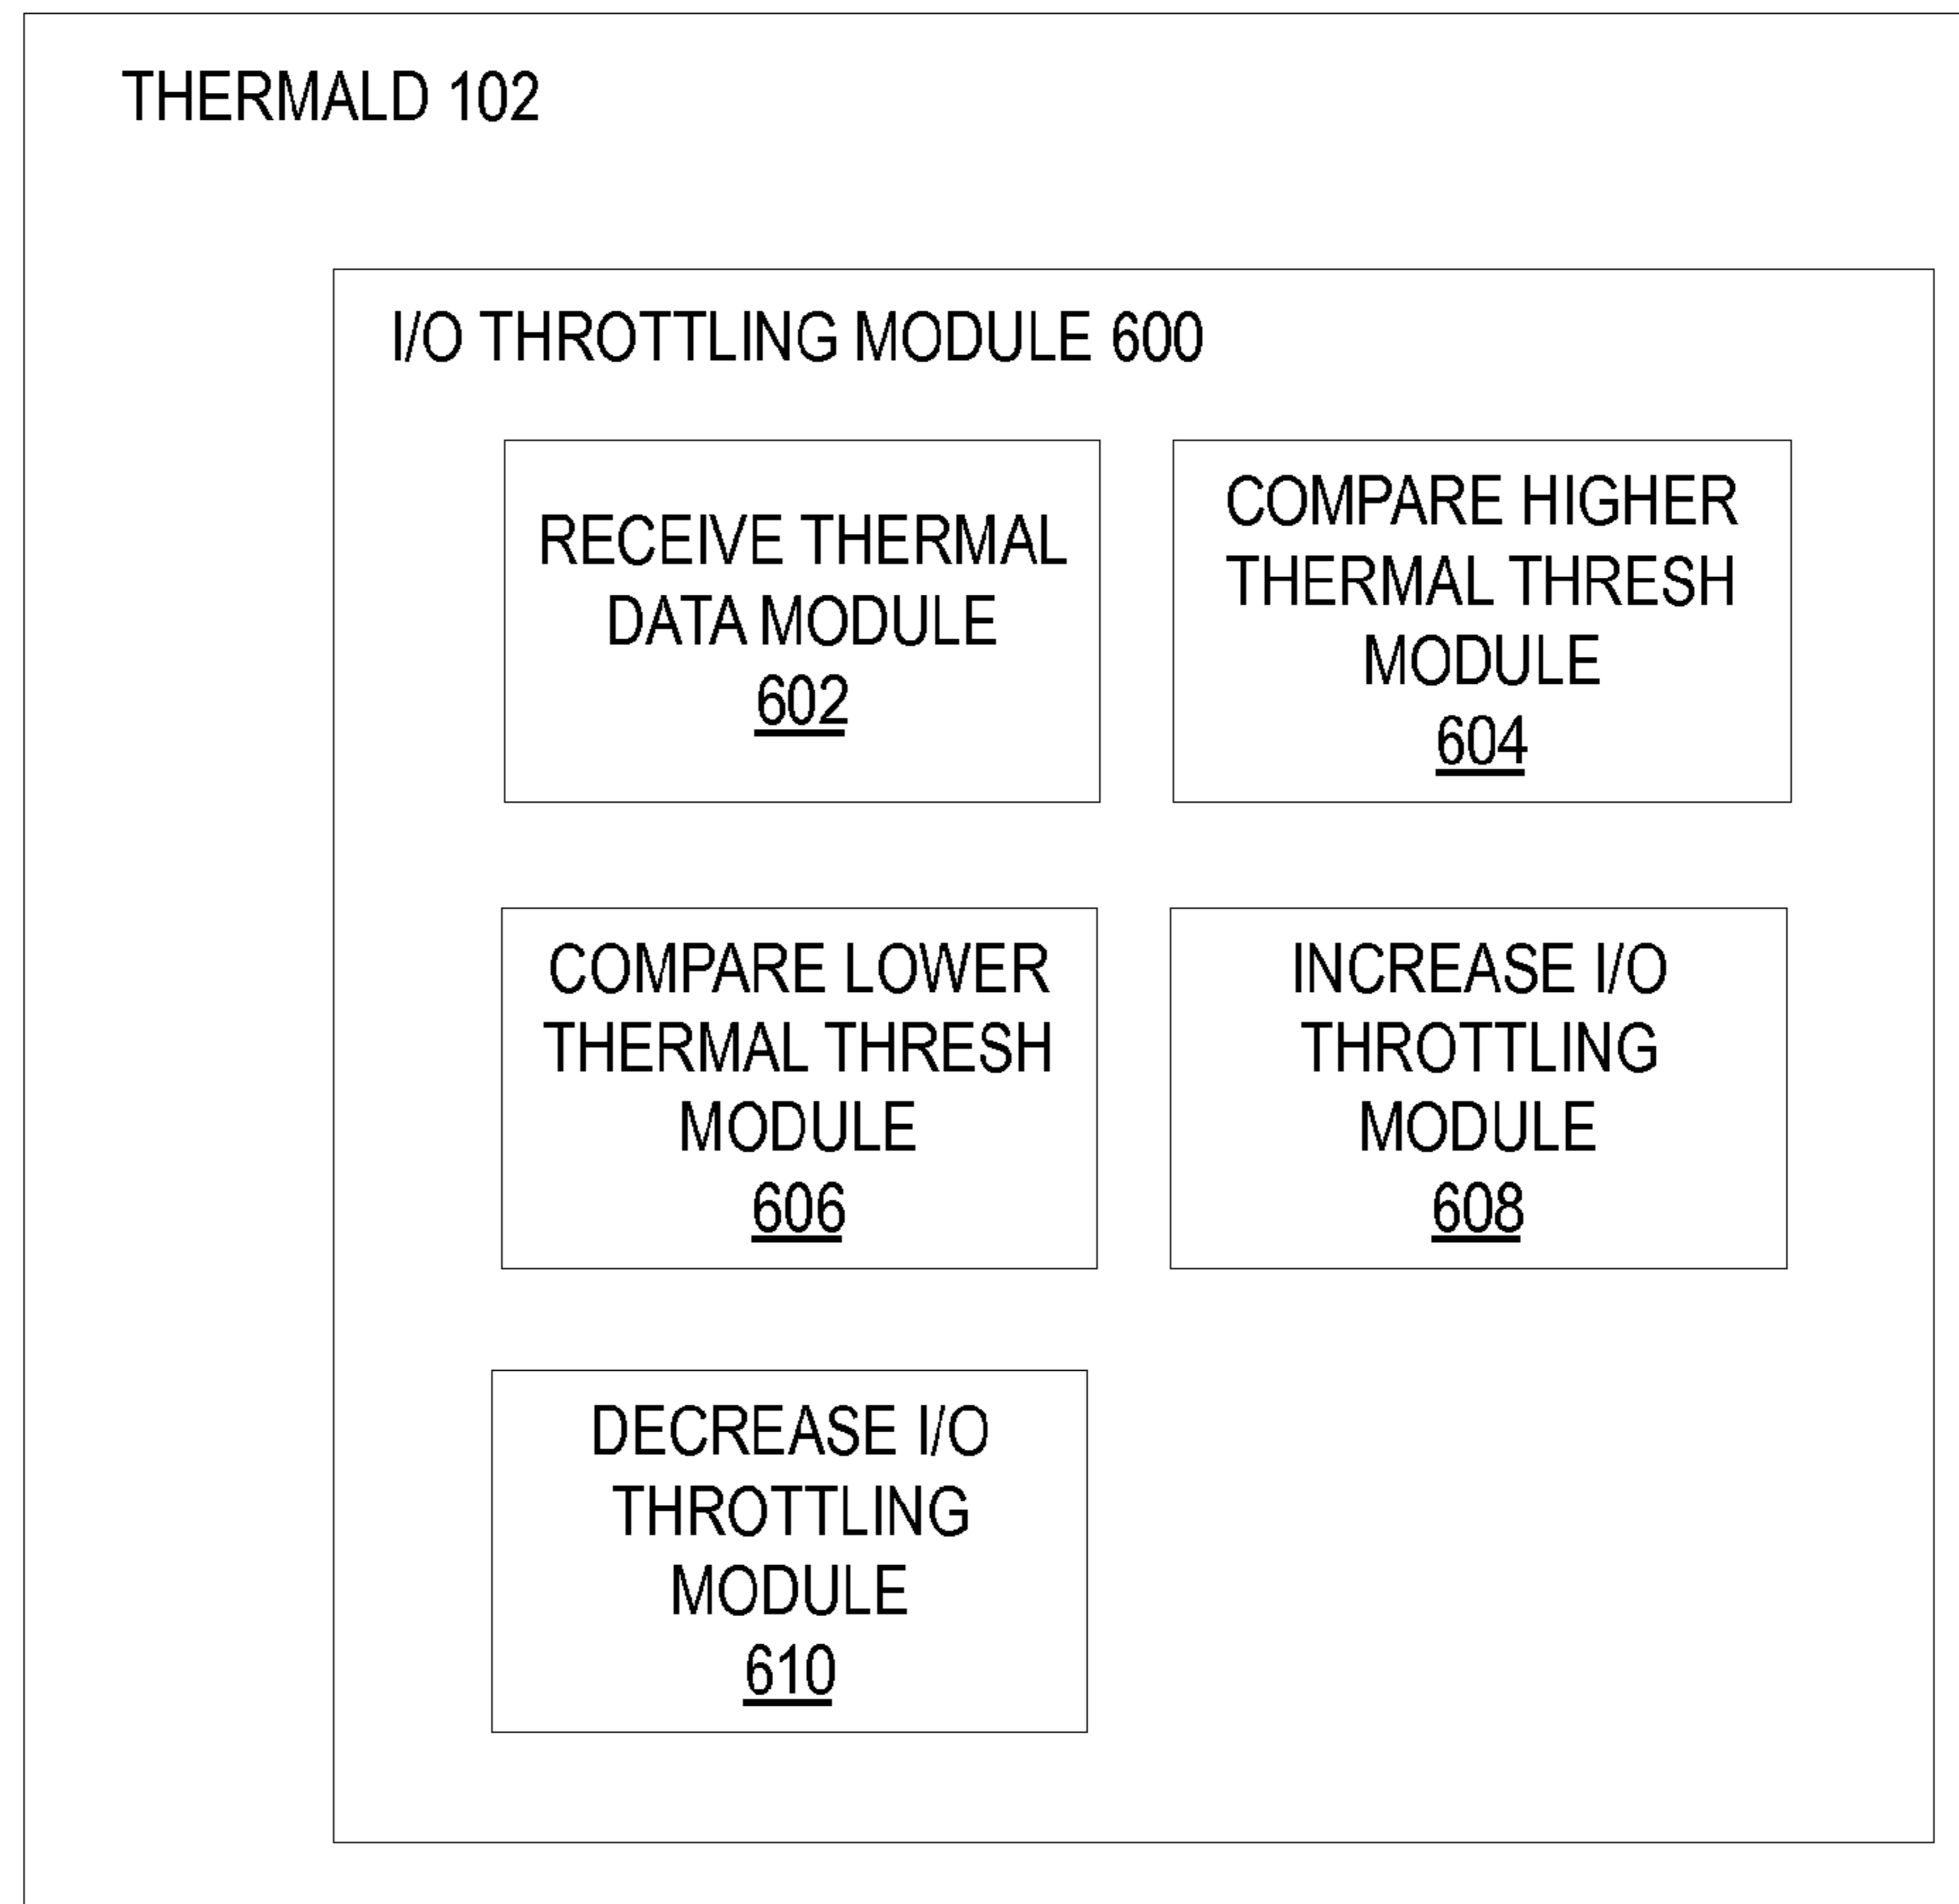 THERMALD 102
I/O THROTTLING MODULE 600
RECEIVE THERMAL
DATA MODULE
602
COMPARE HIGHER
THERMAL THRESH
MODULE
604
COMPARE LOWER
THERMAL THRESH
MODULE
606
INCREASE I/O
THROTTLING
MODULE
608
DECREASE I/O
THROTTLING
MODULE
610